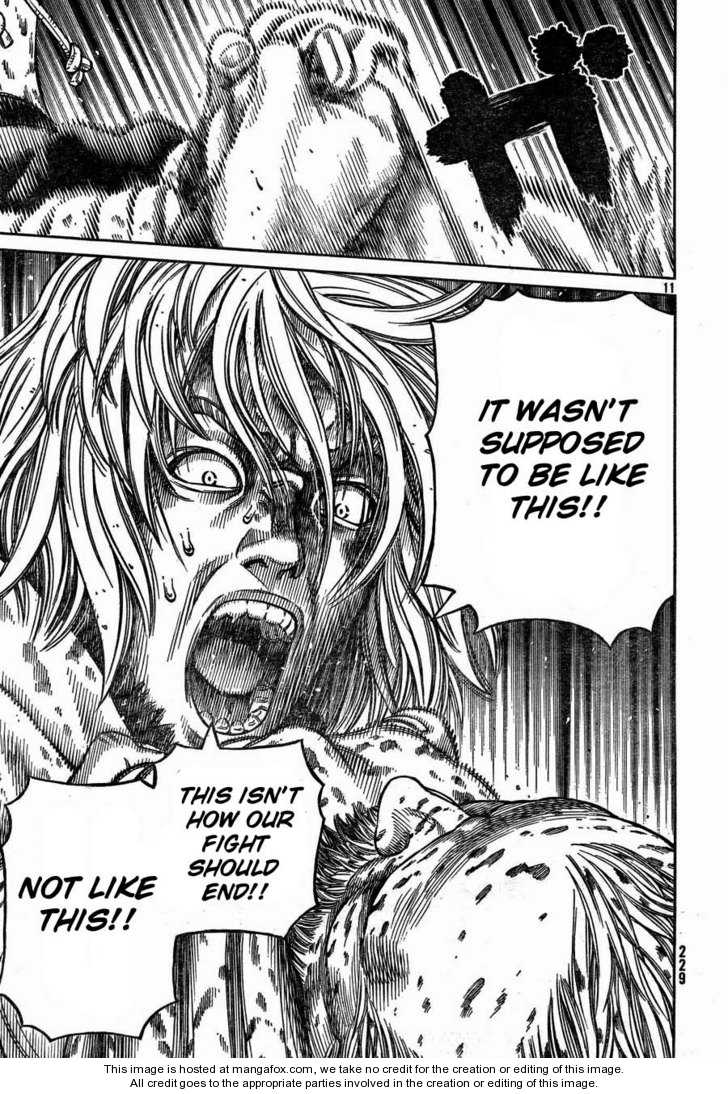 ガ
11
IT WASN'T
SUPPOSED
TO BE LIKE
THIS!!
THIS ISN'T
HOW OUR
FIGHT
SHOULD
END!!
NOT LIKE
THIS!!
229
This image is hosted at mangafox.com, we take no credit for the creation or editing of this image.
All credit goes to the appropriate parties involved in the creation or editing of this image.